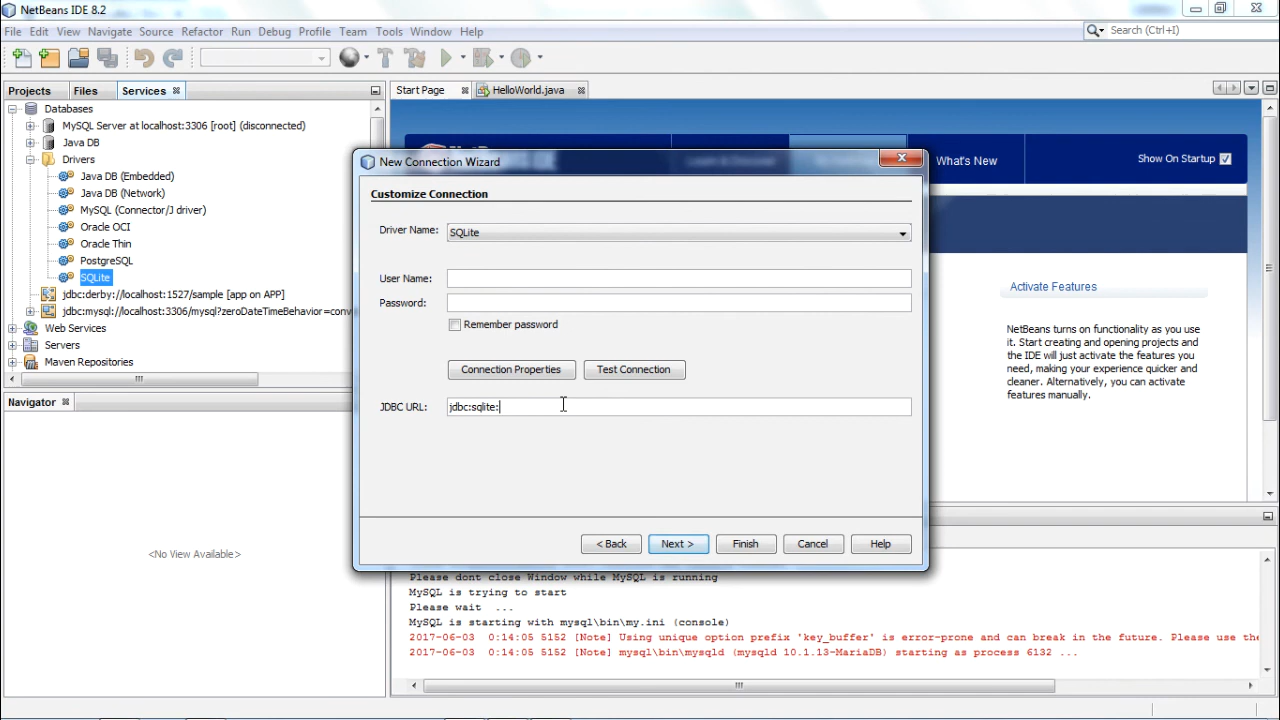 NetBeans IDE 8.2
File Edit View Navigate Source Refactor Run Debug Profile Team Tools Window Help
Search (Ctrl+I)
Projects Files Services
Start Page HelloWorld.java
Databases
MySQL Server at localhost:3306 [root] (disconnected)
Java DB
Drivers
Java DB (Embedded)
Java DB (Network)
MySQL (Connector/J driver)
Oracle OCI
Oracle Thin
PostgreSQL
SQLite
jdbc:derby://localhost:1527/sample [app on APP]
jdbc:mysql://localhost:3306/mysql?zeroDateTimeBehavior=conv
Web Services
Servers
Maven Repositories
Navigator
<No View Available>
What's New
Show On Startup
Activate Features
NetBeans turns on functionality as you
use it. Start creating and opening projects and
the IDE will just activate the features you
need, making your experience quicker and
cleaner. Alternatively, you can activate
features manually.
New Connection Wizard
Customize Connection
Driver Name: SQLite
User Name:
Password:
Remember password
Connection Properties Test Connection
JDBC URL: jdbc:sqlite:
< Back Next > Finish Cancel Help
Please dont close Window while MySQL is running
MySQL is trying to start
Please wait ...
MySQL is starting with mysql\bin\my.ini (console)
2017-06-03 0:14:05 5152 [Note] Using unique option prefix 'key_buffer' is error-prone and can break in the future. Please use the
2017-06-03 0:14:05 5152 [Note] mysql\bin\mysqld (mysqld 10.1.13-MariaDB) starting as process 6132 ...